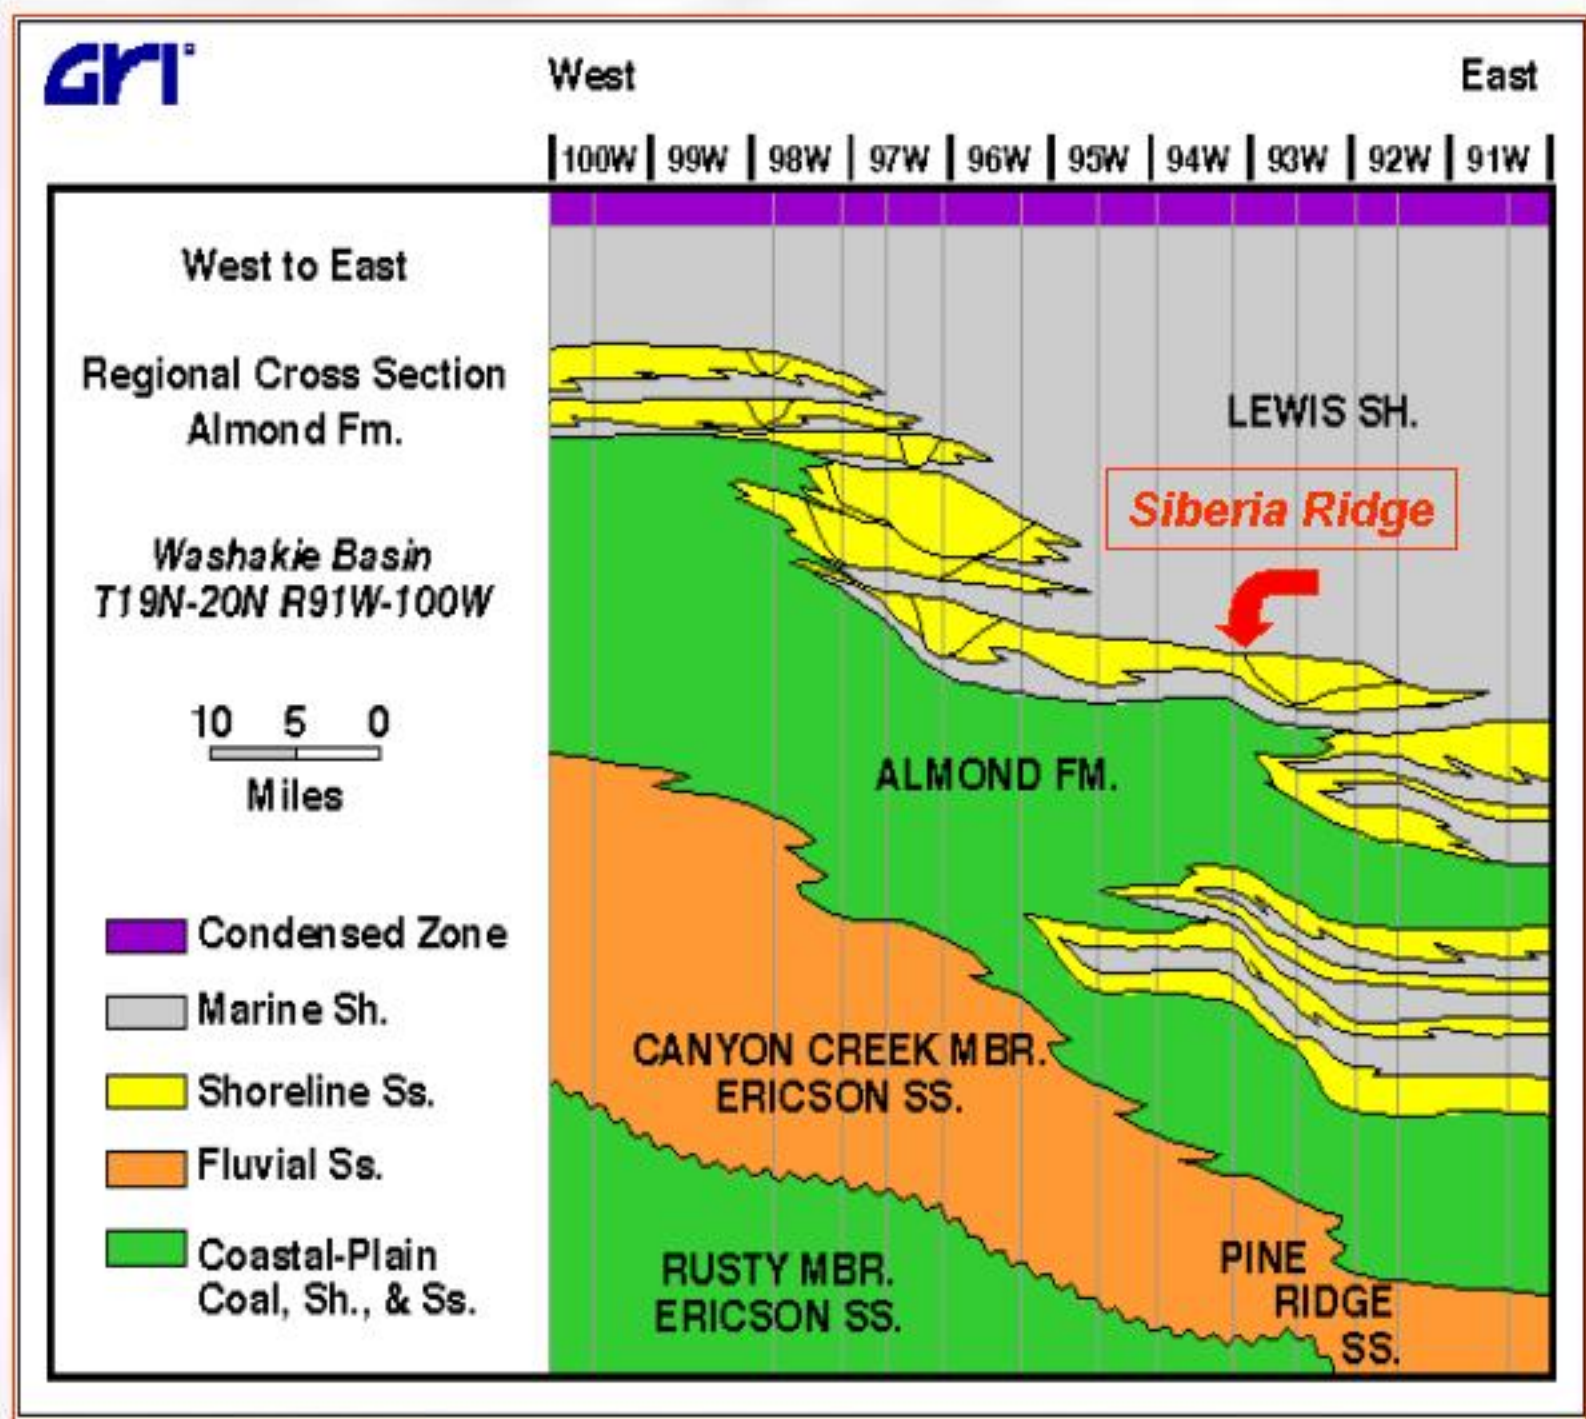 GRI
West East
100W 99W 98W 97W 96W 95W 94W 93W 92W 91W
West to East
Regional Cross Section
Almond Fm.
Washakie Basin
T19N-20N R91W-100W
10 5 0
Miles
Condensed Zone
Marine Sh.
Shoreline Ss.
Fluvial Ss.
Coastal-Plain
Coal, Sh., & Ss.
LEWIS SH.
Siberia Ridge
ALMOND FM.
CANYON CREEK MBR.
ERICSON SS.
RUSTY MBR.
ERICSON SS.
PINE
RIDGE
SS.